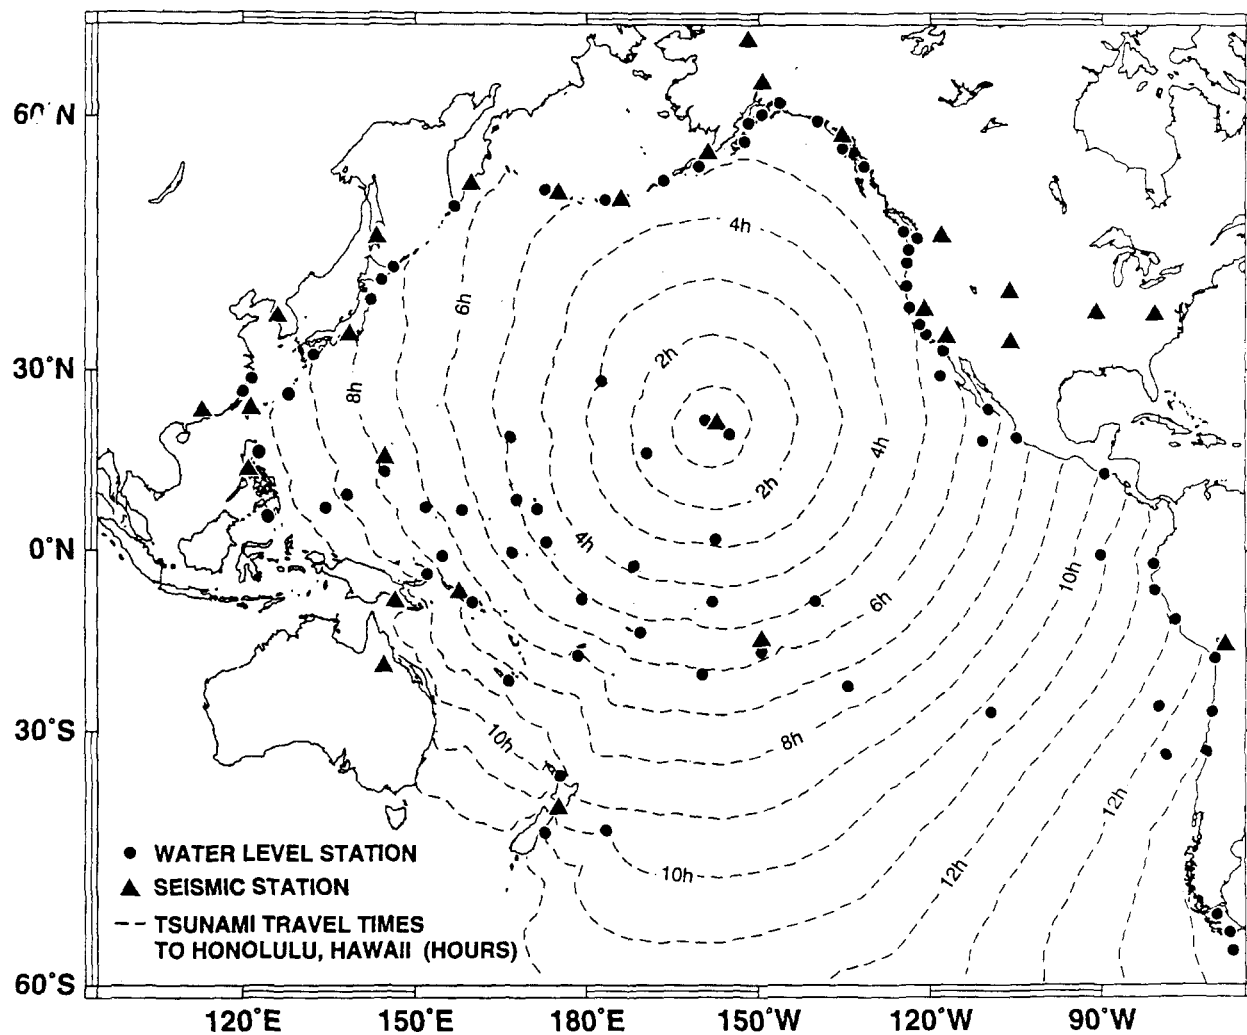 60° N
4h
6h
2h
30°N
8h
4h
2h
0°N
4h
10h
6h
30°S
10h
8h
12h
10h
12h
WATER LEVEL STATION
SEISMIC STATION
TSUNAMI TRAVEL TIMES
TO HONOLULU, HAWAII (HOURS)
60°S
120°E 150°E 180°E 150°W 120°W 90°W